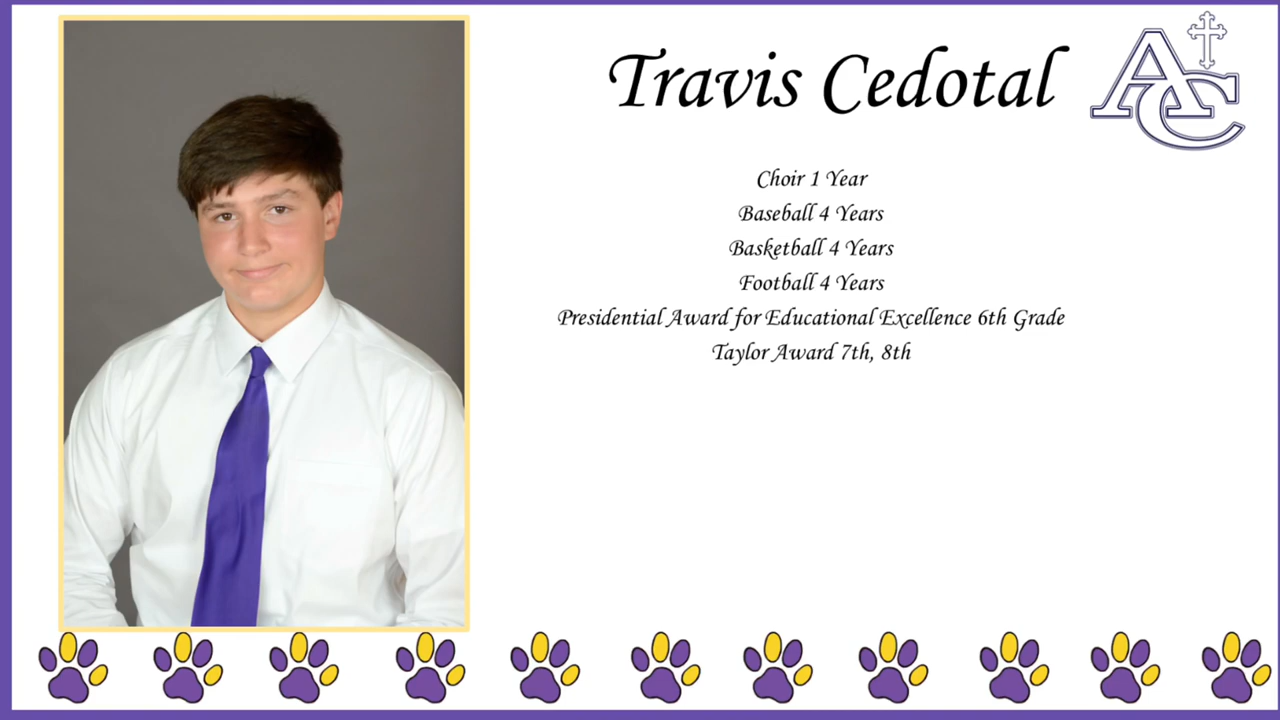 Travis Cedotal
AC
Choir 1 Year
Baseball 4 Years
Basketball 4 Years
Football 4 Years
Presidential Award for Educational Excellence 6th Grade
Taylor Award 7th, 8th